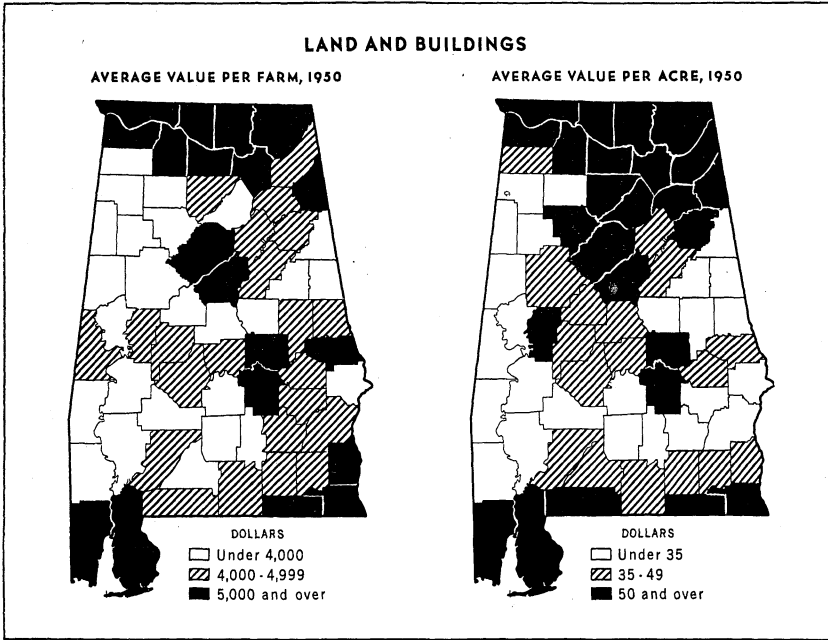 LAND AND BUILDINGS
AVERAGE VALUE PER FARM, 1950
AVERAGE VALUE PER ACRE, 1950
DOLLARS
Under 4,000
4,000-4,999
5,000 and over
DOLLARS
Under 35
35-49
50 and over